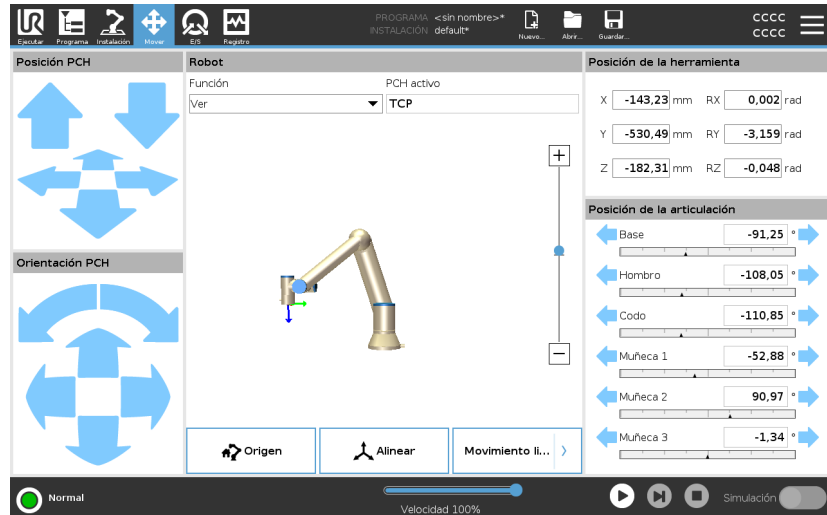 UR
Ejecutar Programa Instalación Mover E/S Registro
PROGRAMA <sin nombre>*
INSTALACIÓN default*
Nuevo... Abrir... Guardar...
CCCC
CCCC
Posición PCH
Orientación PCH
Robot
Función PCH activo
Ver TCP
+
−
Origen Alinear Movimiento li... >
Posición de la herramienta
X -143,23 mm RX 0,002 rad
Y -530,49 mm RY -3,159 rad
Z -182,31 mm RZ -0,048 rad
Posición de la articulación
Base -91,25 °
Hombro -108,05 °
Codo -110,85 °
Muñeca 1 -52,88 °
Muñeca 2 90,97 °
Muñeca 3 -1,34 °
Normal
Velocidad 100%
Simulación